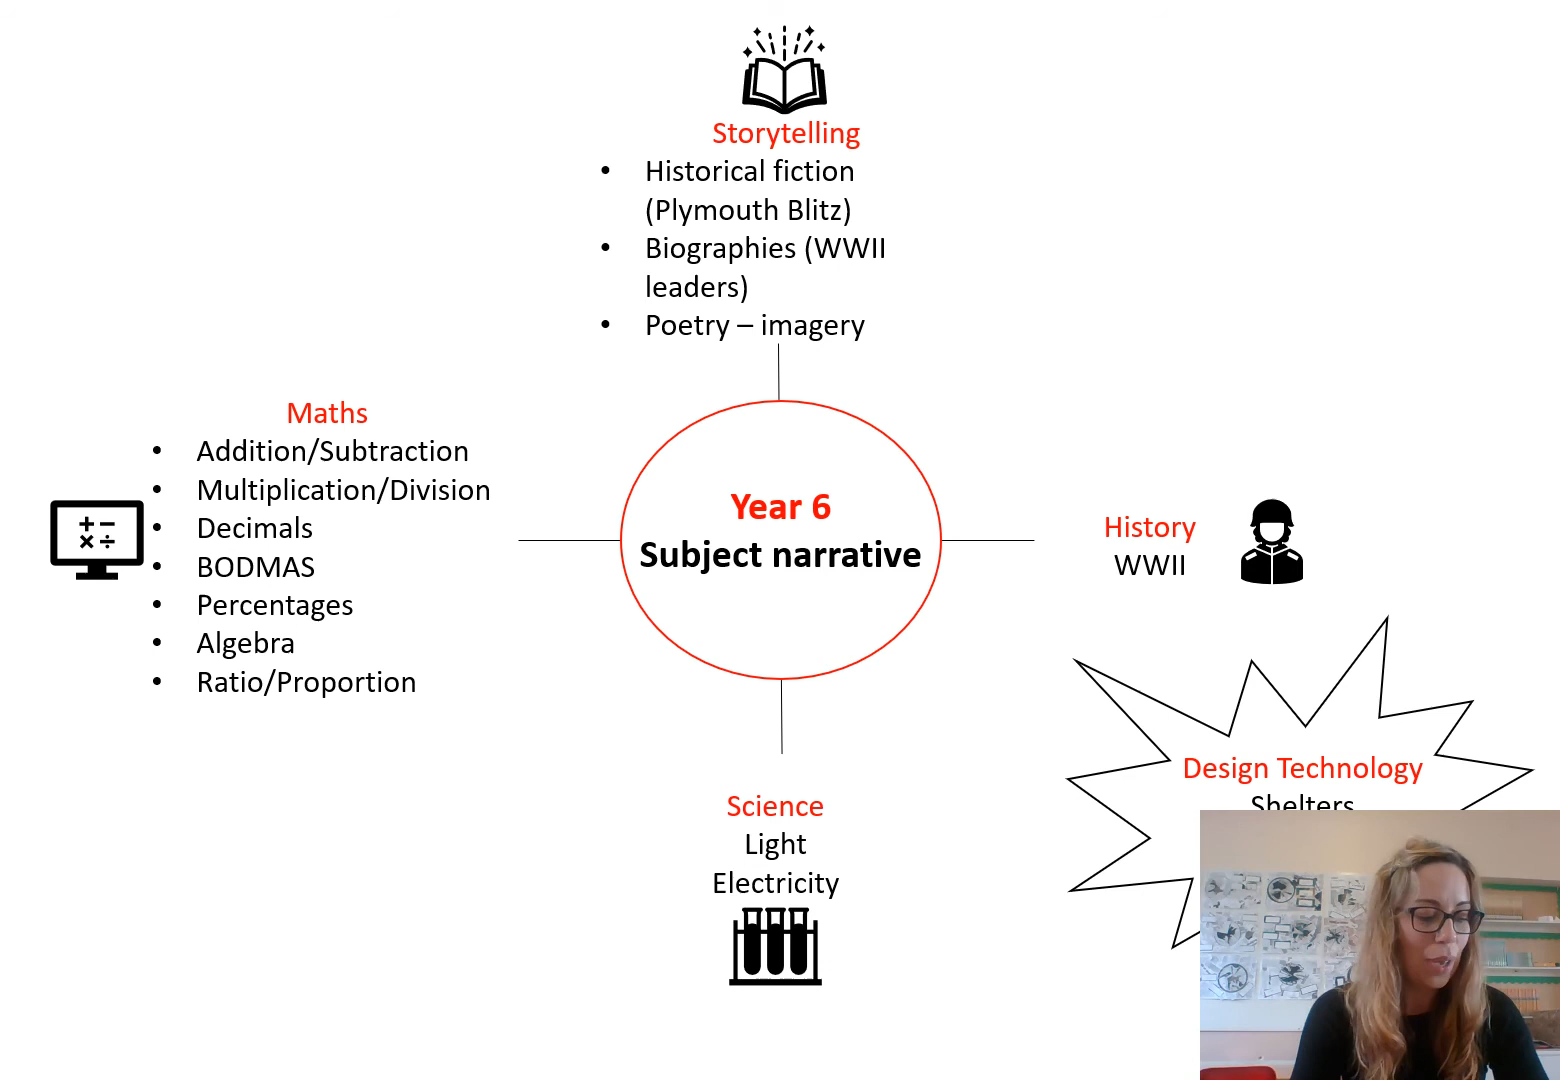 Storytelling
• Historical fiction
(Plymouth Blitz)
• Biographies (WWII
leaders)
• Poetry – imagery
Maths
• Addition/Subtraction
• Multiplication/Division
• Decimals
• BODMAS
• Percentages
• Algebra
• Ratio/Proportion
Year 6
Subject narrative
History
WWII
Design Technology
Shelters
Science
Light
Electricity